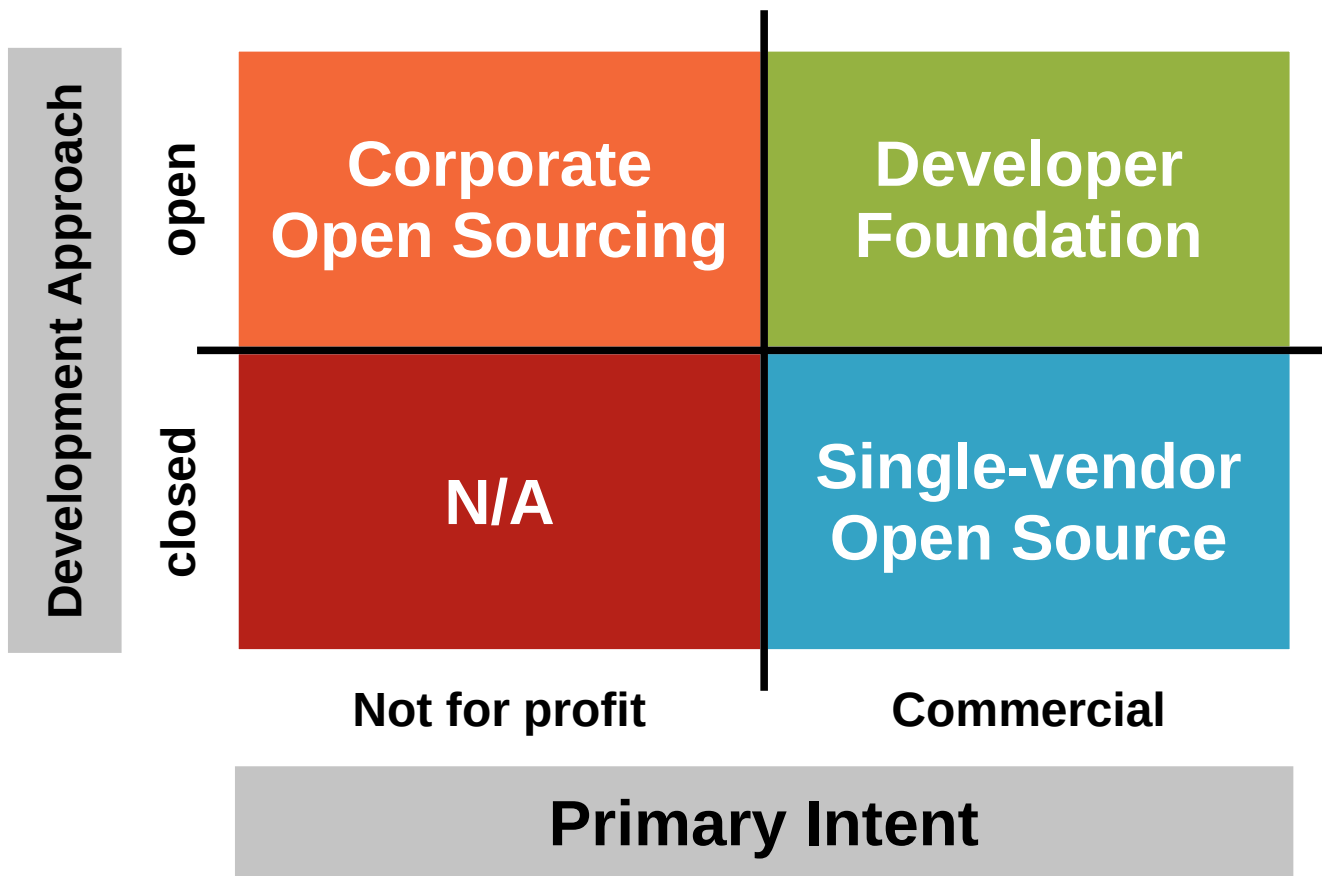 Development Approach
open
Corporate
Open Sourcing
Developer
Foundation
closed
N/A
Single-vendor
Open Source
Not for profit
Commercial
Primary Intent